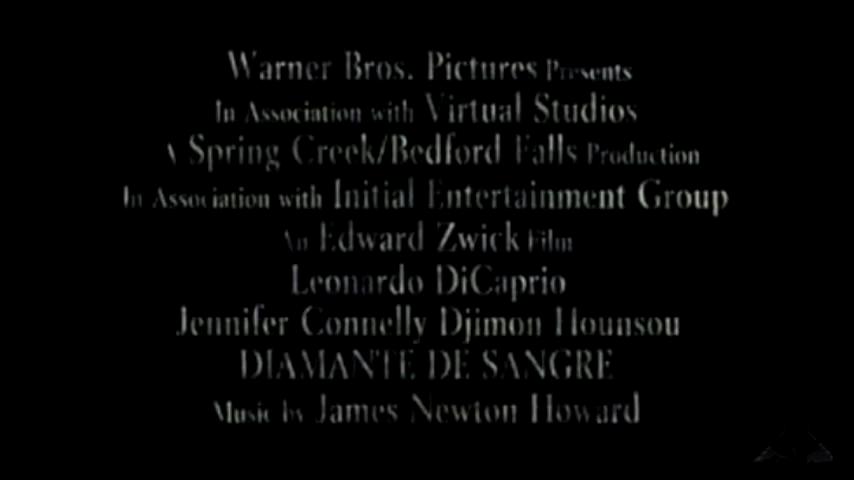 Warner Bros. Pictures Presents
In Association with Virtual Studios
A Spring Creek/Bedford Falls Production
In Association with Initial Entertainment Group
An Edward Zwick Film
Leonardo DiCaprio
Jennifer Connelly Djimon Hounsou
DIAMANTE DE SANGRE
Music by James Newton Howard